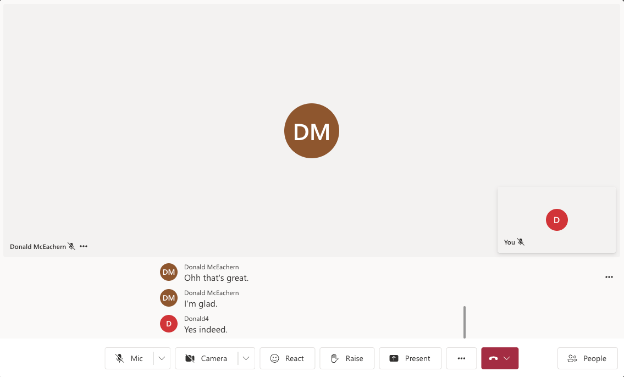 DM
D
Donald McEachern
You
DM
Donald McEachern
Ohh that's great.
DM
Donald McEachern
I'm glad.
D
Donald4
Yes indeed.
Mic
Camera
React
Raise
Present
People